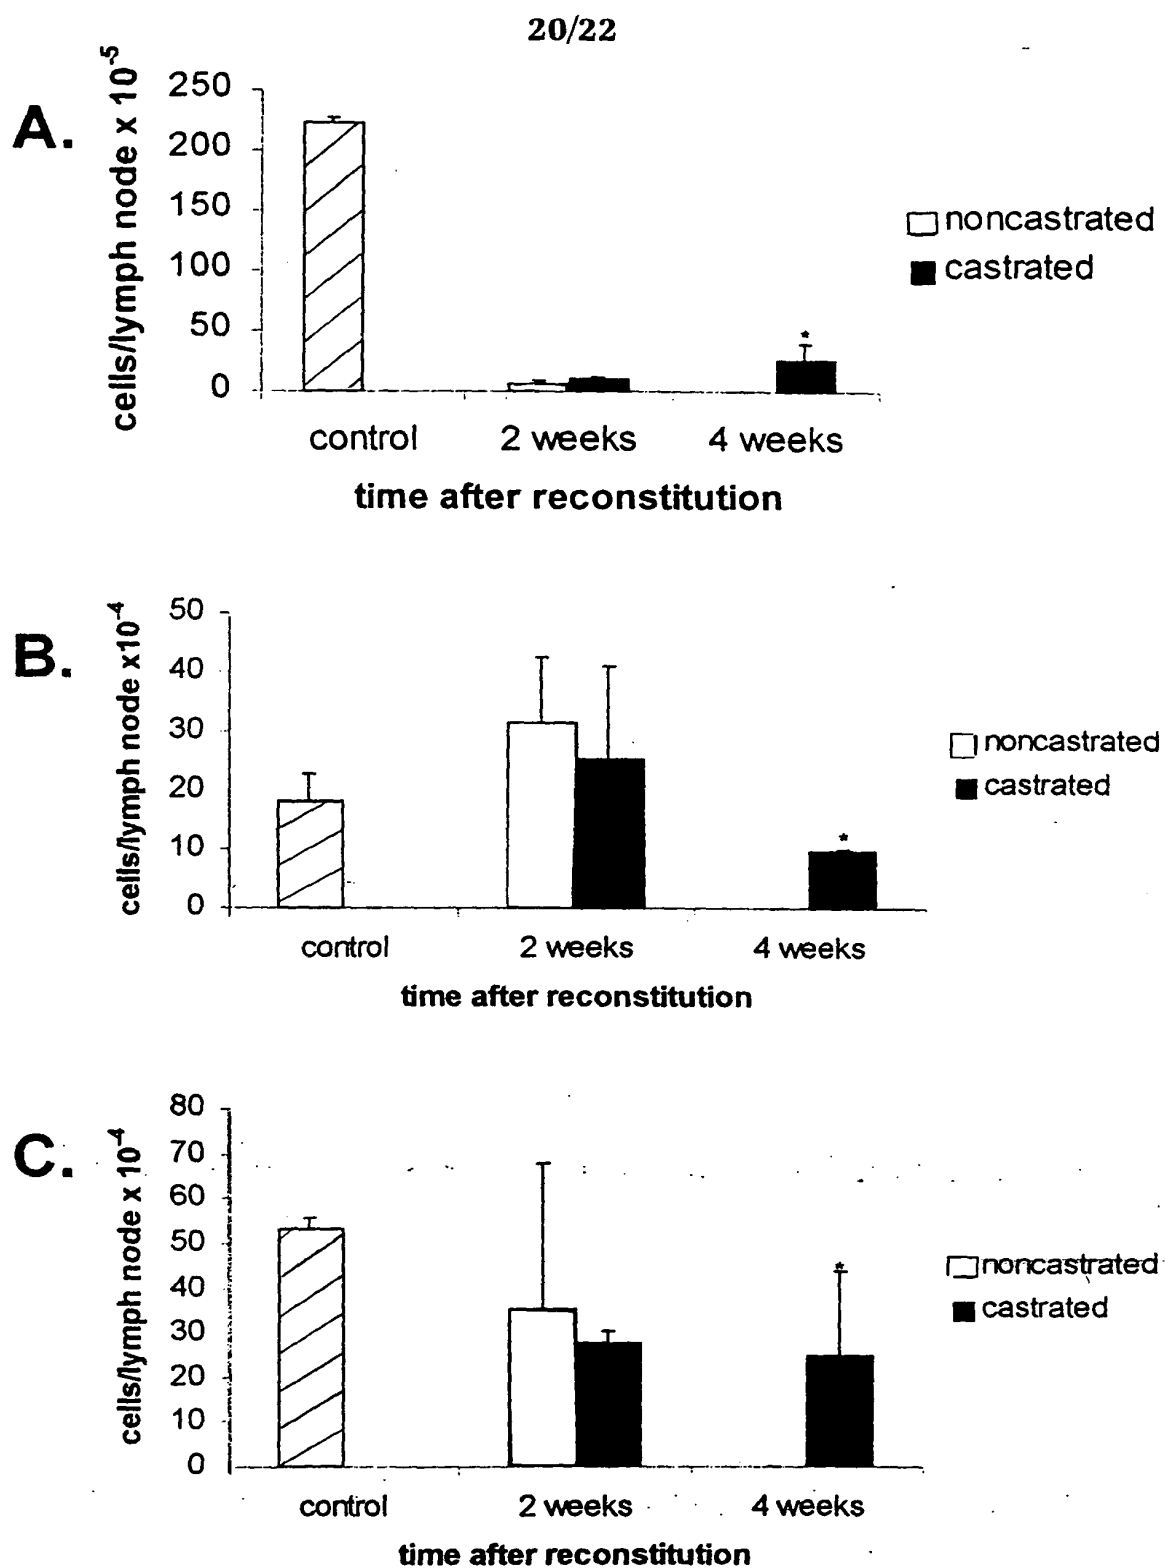 20/22
A.
cells/lymph node x 10-5
250
200
150
100
50
0
*
control 2 weeks 4 weeks
time after reconstitution
noncastrated
castrated
B.
cells/lymph node x10-4
50
40
30
20
10
0
*
control 2 weeks 4 weeks
time after reconstitution
noncastrated
castrated
C.
cells/lymph node x 10-4
80
70
60
50
40
30
20
10
0
*
control 2 weeks 4 weeks
time after reconstitution
noncastrated
castrated